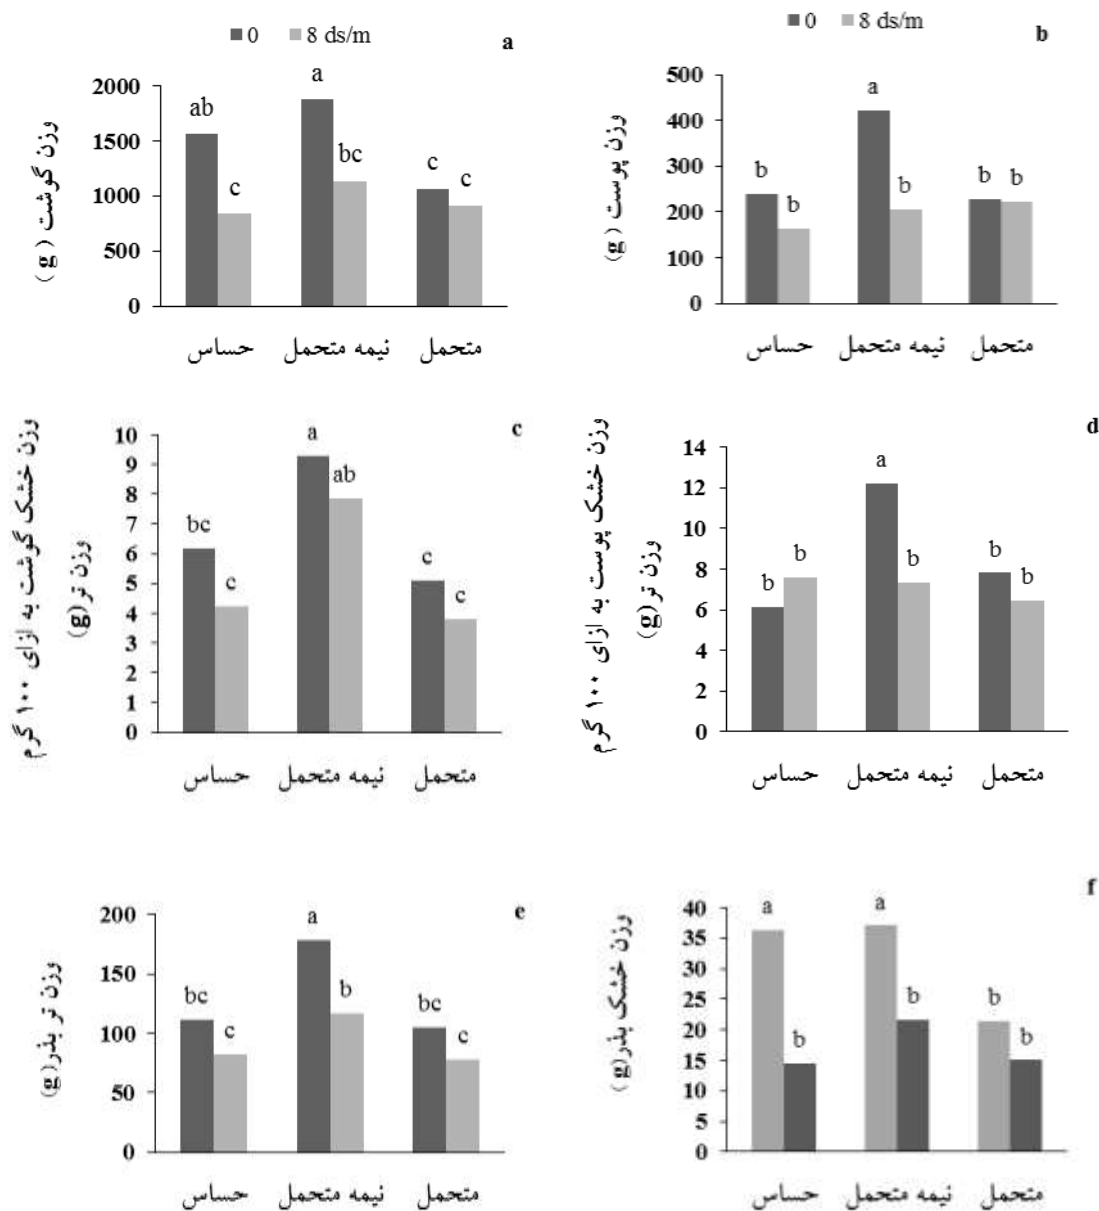 0 8 ds/m
a
وزن گوشت ( g )
2000
1500
1000
500
0
ab
c
a
bc
c
c
حساس
نیمه متحمل
متحمل
0 8 ds/m
b
وزن پوست (g)
500
400
300
200
100
0
b
b
a
b
b
b
حساس
نیمه متحمل
متحمل
c
وزن خشک گوشت به ازای ۱۰۰ گرم
وزن تر(g)
10
9
8
7
6
5
4
3
2
1
0
bc
c
a
ab
c
c
حساس
نیمه متحمل
متحمل
d
وزن خشک پوست به ازای ۱۰۰ گرم
وزن تر(g)
14
12
10
8
6
4
2
0
b
b
a
b
b
b
حساس
نیمه متحمل
متحمل
e
وزن تر بذر(g)
200
150
100
50
0
bc
c
a
b
bc
c
حساس
نیمه متحمل
متحمل
f
وزن خشک بذر(g )
40
35
30
25
20
15
10
5
0
a
b
a
b
b
b
حساس
نیمه متحمل
متحمل